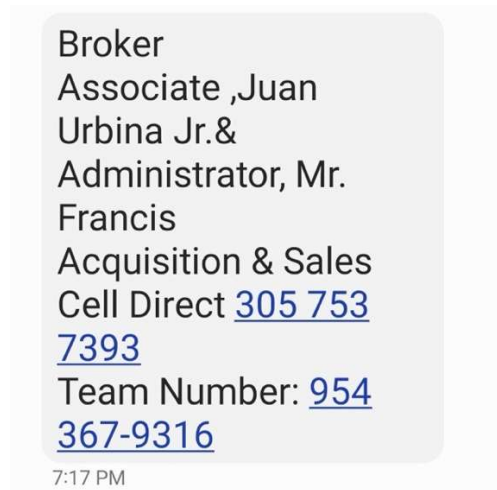 Broker
Associate ,Juan
Urbina Jr.&
Administrator, Mr.
Francis
Acquisition & Sales
Cell Direct 305 753
7393
Team Number: 954
367-9316
7:17 PM